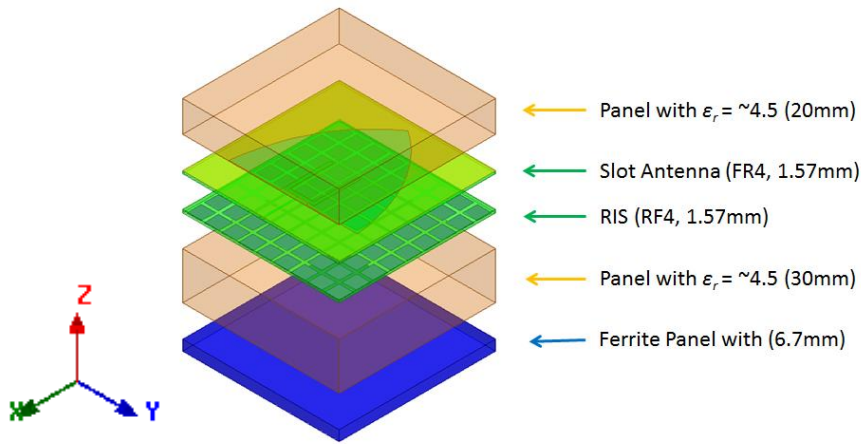 Panel with εr = ~4.5 (20mm)
Slot Antenna (FR4, 1.57mm)
RIS (RF4, 1.57mm)
Panel with εr = ~4.5 (30mm)
Ferrite Panel with (6.7mm)
Z
X
Y